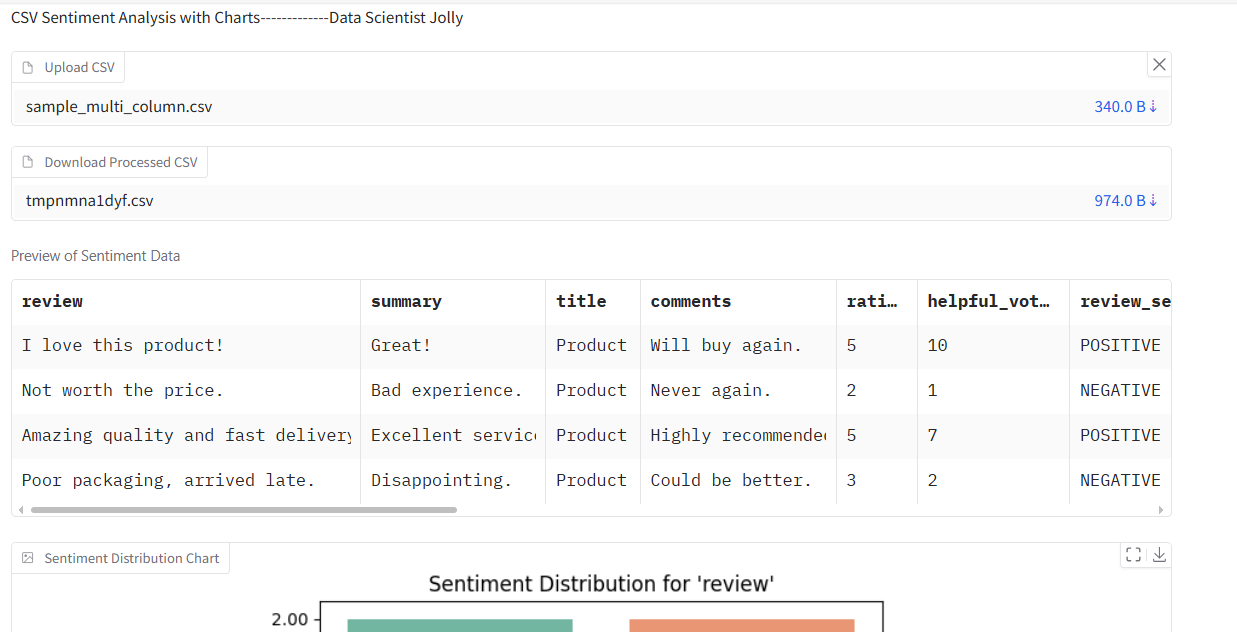 CSV Sentiment Analysis with Charts-------------Data Scientist Jolly
Upload CSV
sample_multi_column.csv 340.0 B ↓
Download Processed CSV
tmpnmna1dyf.csv 974.0 B ↓
Preview of Sentiment Data
review summary title comments rati… helpful_vot… review_se
I love this product! Great! Product Will buy again. 5 10 POSITIVE
Not worth the price. Bad experience. Product Never again. 2 1 NEGATIVE
Amazing quality and fast delivery Excellent servic Product Highly recommende 5 7 POSITIVE
Poor packaging, arrived late. Disappointing. Product Could be better. 3 2 NEGATIVE
Sentiment Distribution Chart
Sentiment Distribution for 'review'
2.00